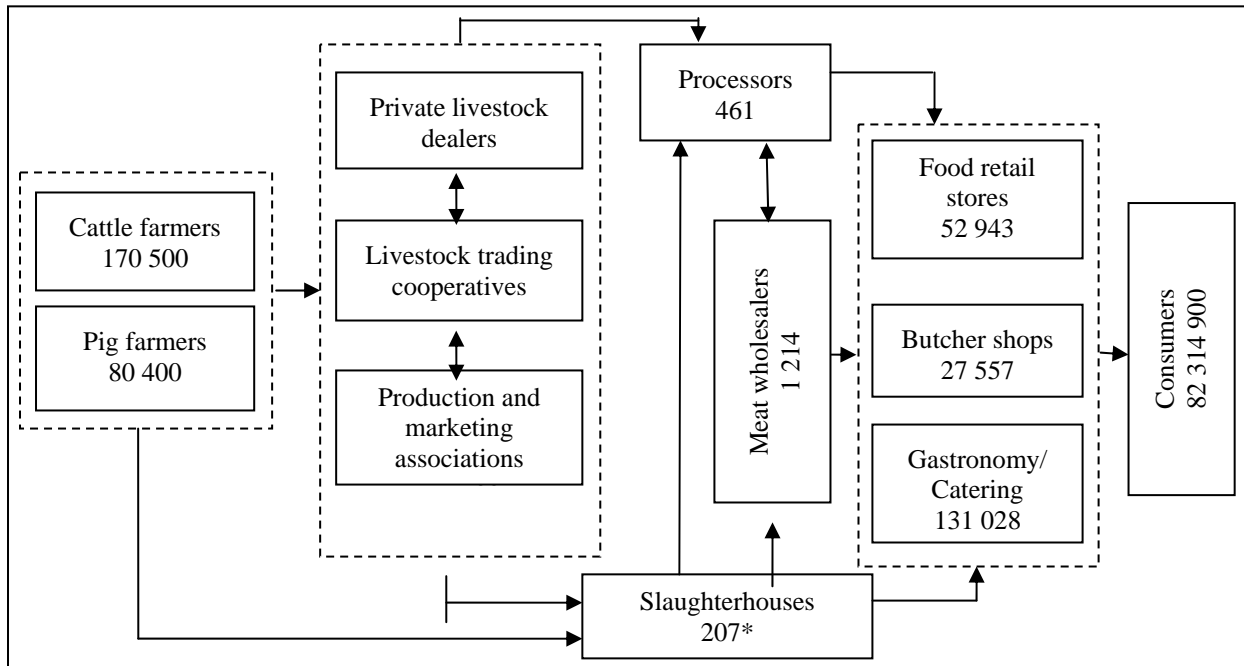 Cattle farmers
170 500
Pig farmers
80 400
Private livestock
dealers
Livestock trading
cooperatives
Production and
marketing
associations
Processors
461
Meat wholesalers
1 214
Slaughterhouses
207*
Food retail
stores
52 943
Butcher shops
27 557
Gastronomy/
Catering
131 028
Consumers
82 314 900